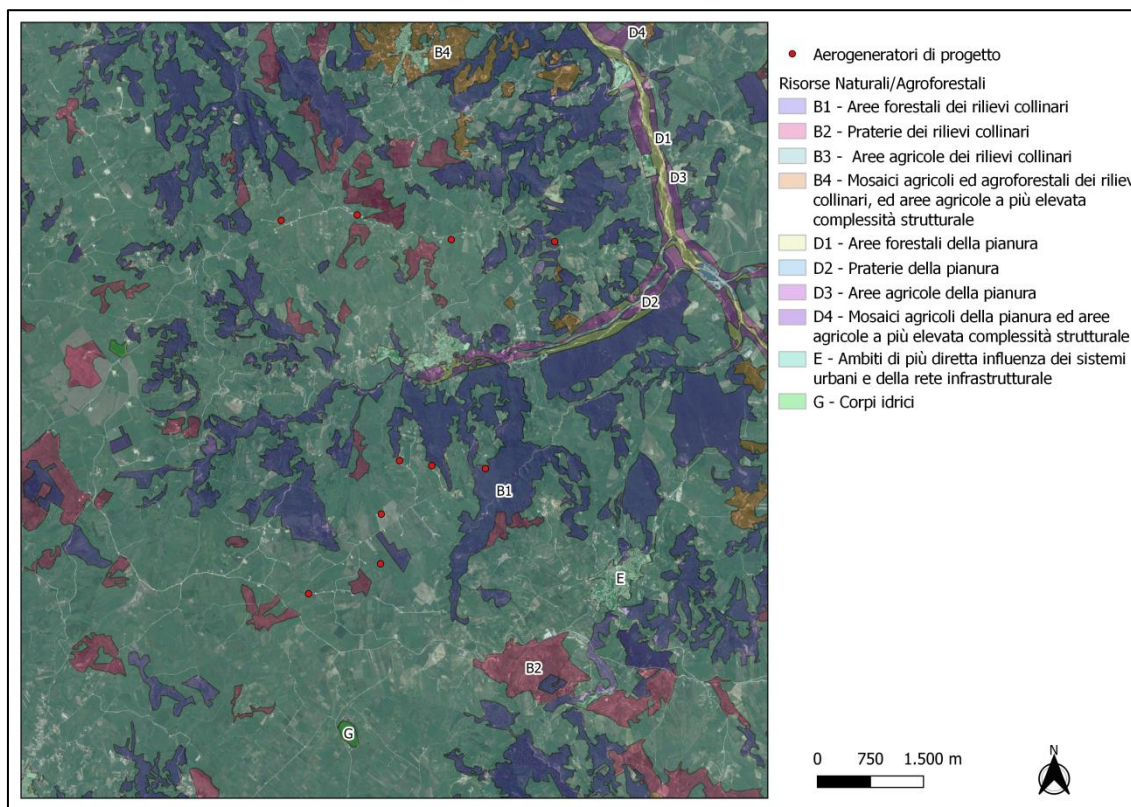 D4
B4
D1
D3
D2
B1
E
B2
G
Aerogeneratori di progetto
Risorse Naturali/Agroforestali
B1 - Aree forestali dei rilievi collinari
B2 - Praterie dei rilievi collinari
B3 - Aree agricole dei rilievi collinari
B4 - Mosaici agricoli ed agroforestali dei riliev
collinari, ed aree agricole a più elevata
complessità strutturale
D1 - Aree forestali della pianura
D2 - Praterie della pianura
D3 - Aree agricole della pianura
D4 - Mosaici agricoli della pianura ed aree
agricole a più elevata complessità strutturale
E - Ambiti di più diretta influenza dei sistemi
urbani e della rete infrastrutturale
G - Corpi idrici
0 750 1.500 m
N